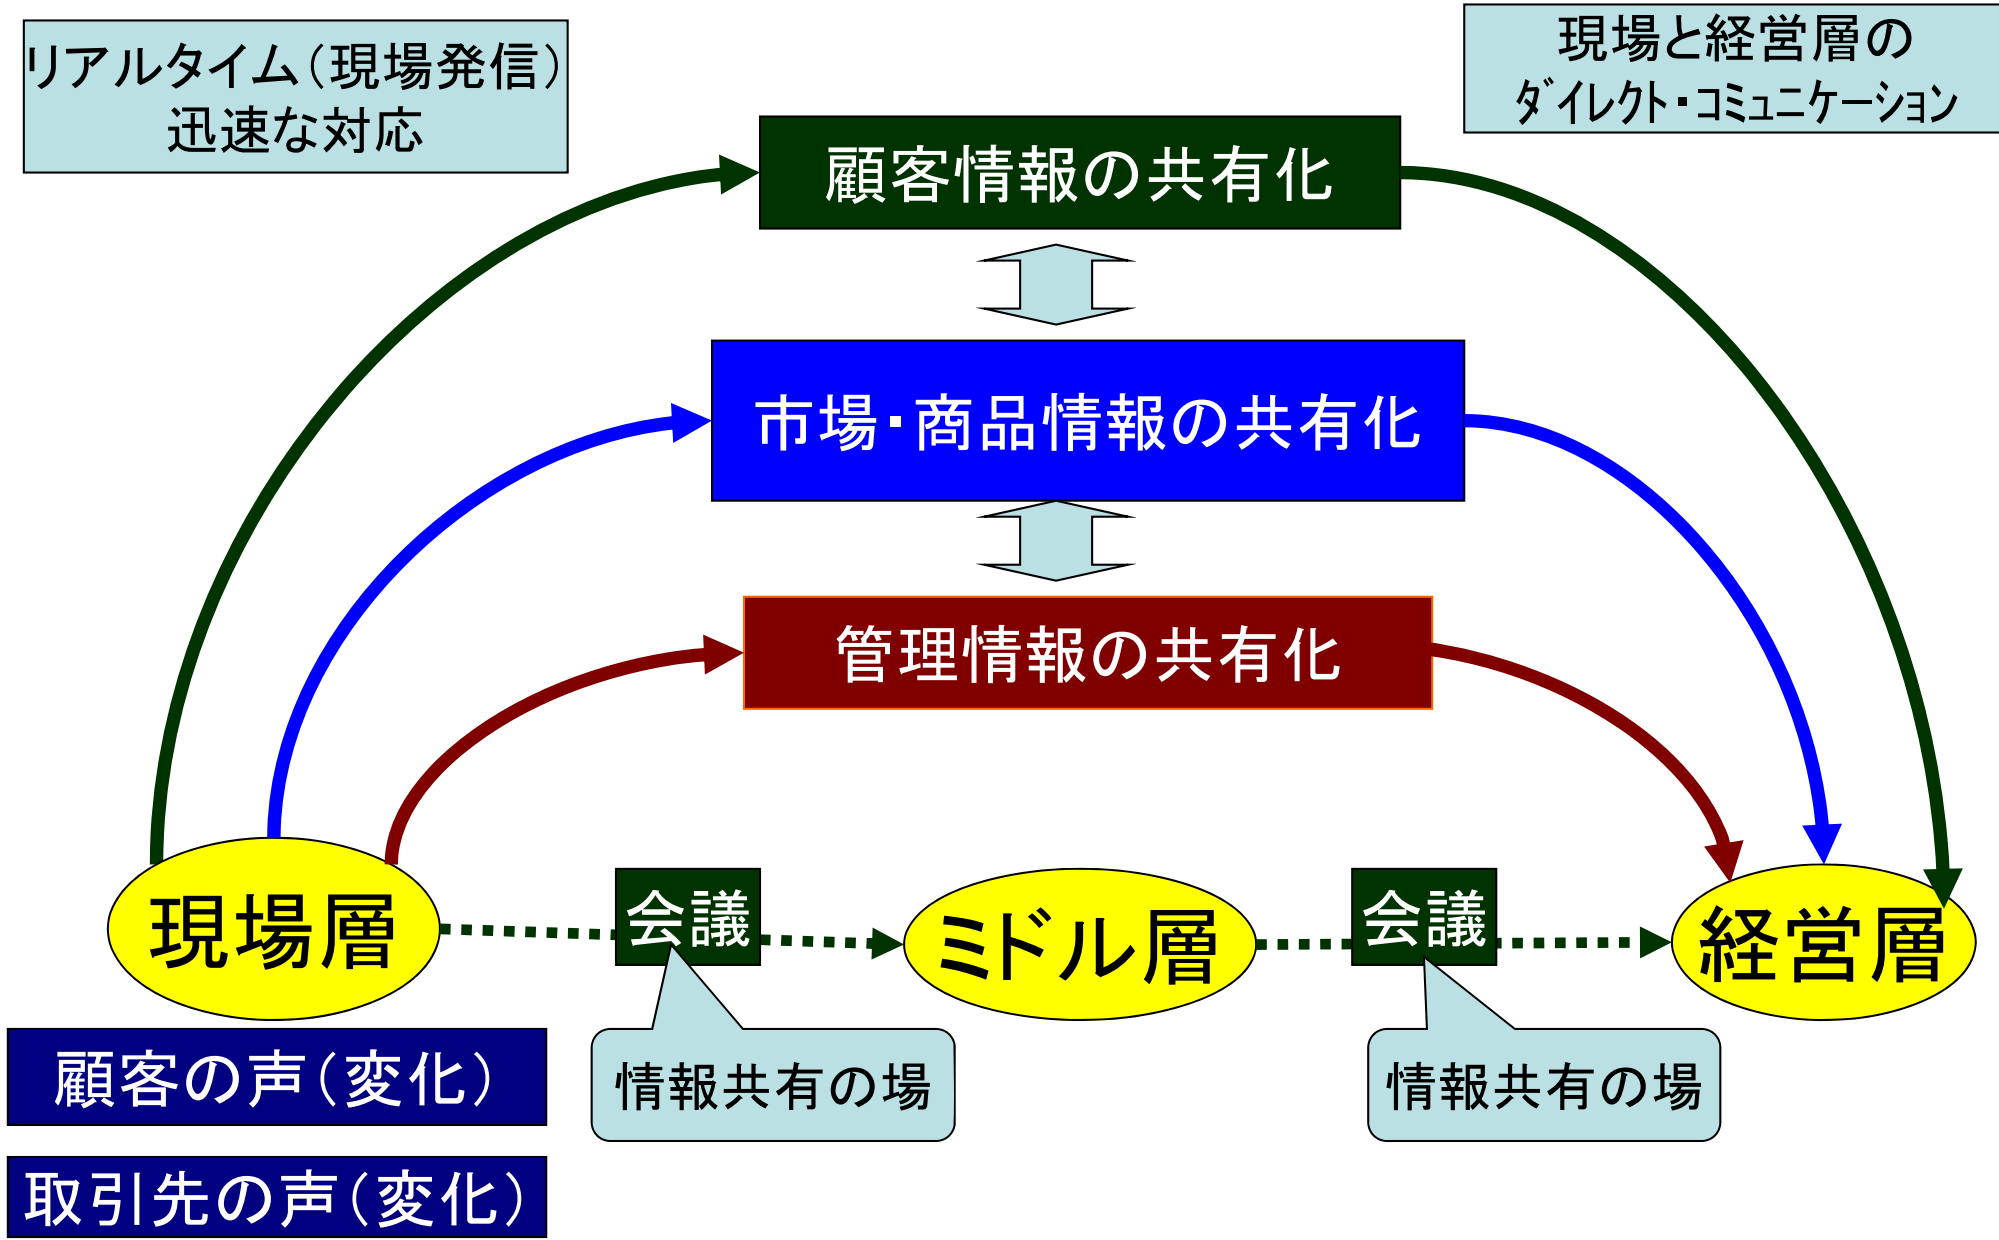 リアルタイム（現場発信）
迅速な対応
現場と経営層の
ﾀﾞｲﾚｸﾄ・ｺﾐｭﾆｹｰｼｮﾝ
顧客情報の共有化
市場・商品情報の共有化
管理情報の共有化
現場層
会議
ミドル層
会議
経営層
情報共有の場
情報共有の場
顧客の声（変化）
取引先の声（変化）